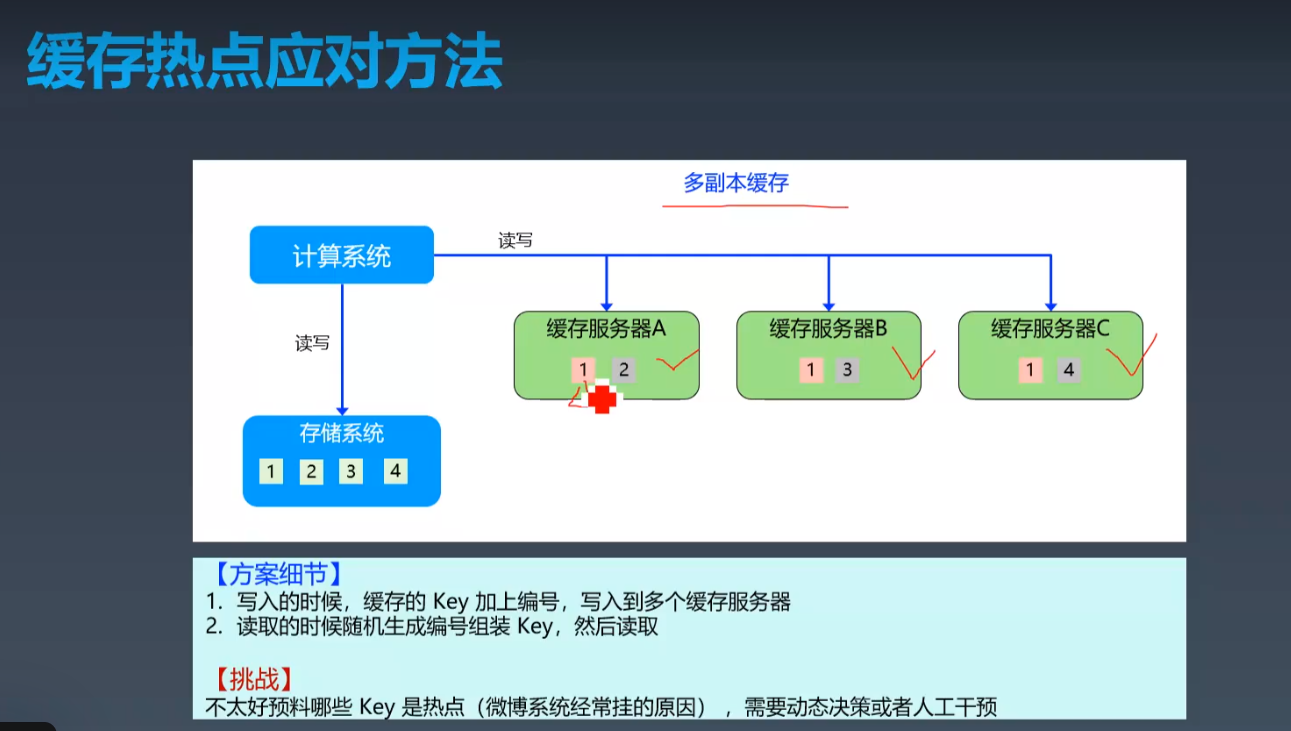 缓存热点应对方法
多副本缓存
计算系统
读写
读写
缓存服务器A
1 2
缓存服务器B
1 3
缓存服务器C
1 4
存储系统
1 2 3 4
【方案细节】
1. 写入的时候，缓存的 Key 加上编号，写入到多个缓存服务器
2. 读取的时候随机生成编号组装 Key，然后读取
【挑战】
不太好预料哪些 Key 是热点（微博系统经常挂的原因），需要动态决策或者人工干预